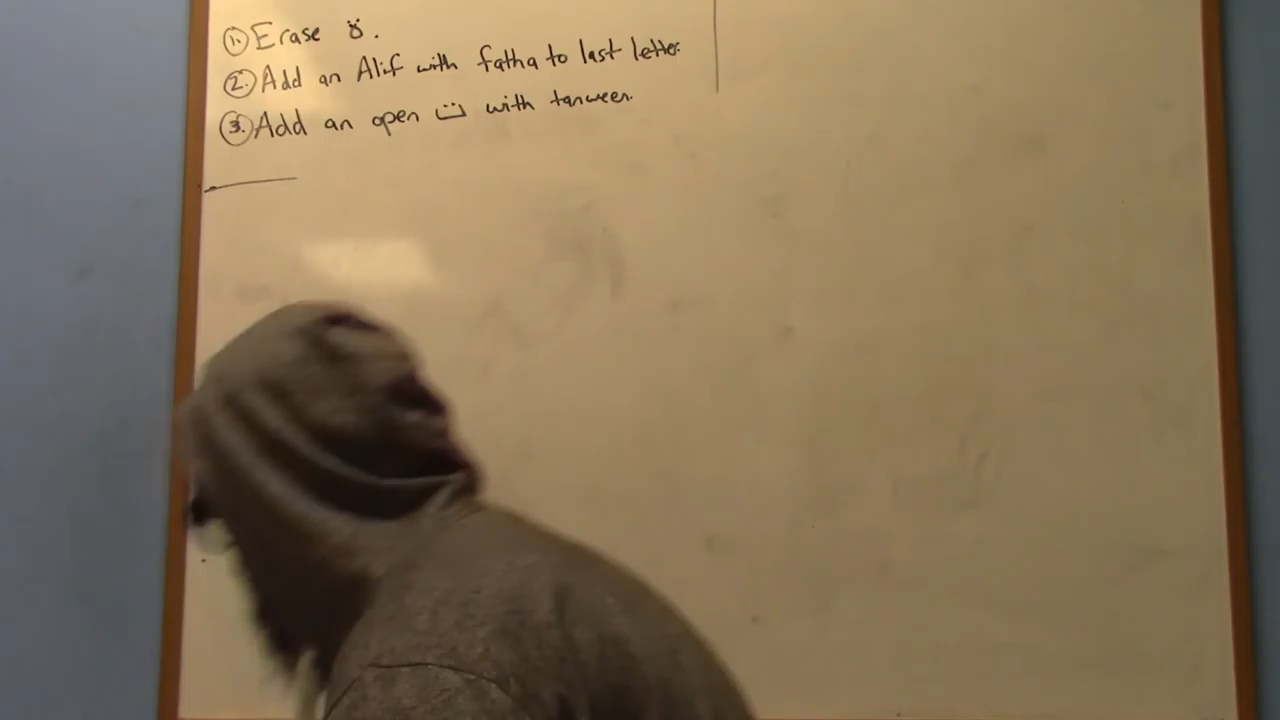 1. Erase ة.
2. Add an Alif with fatha to last letter.
3. Add an open ت with tanween.